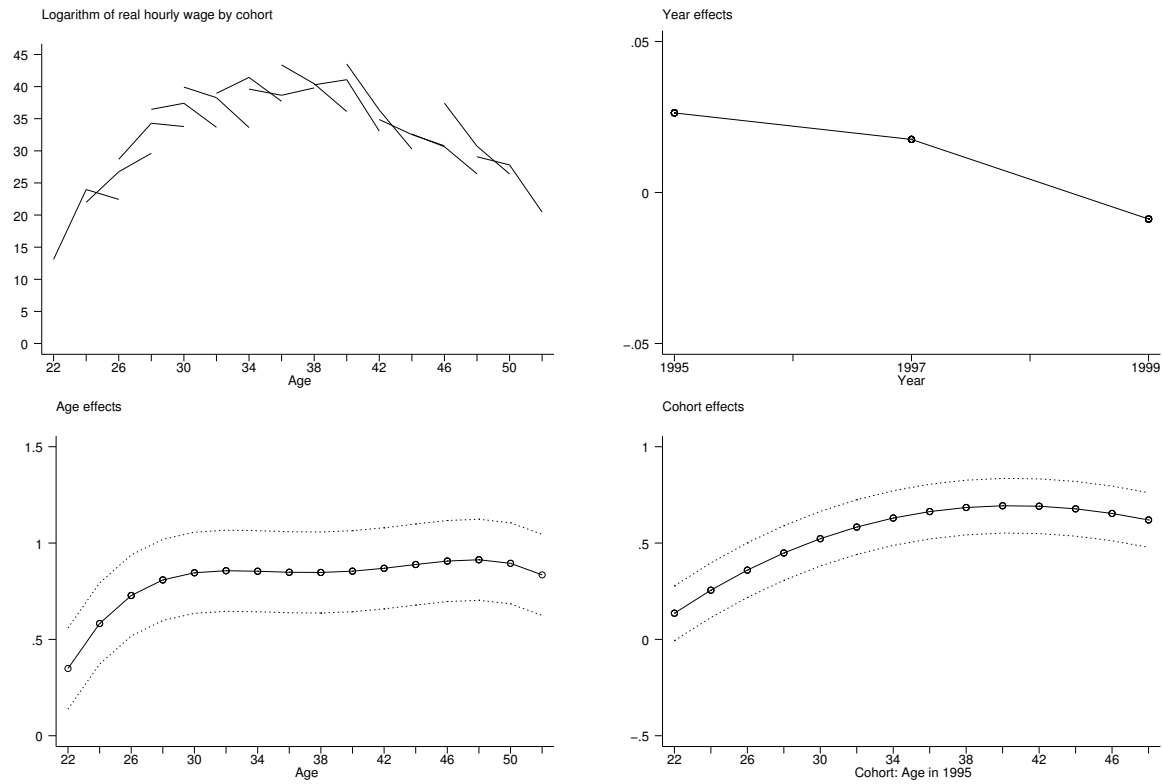 Logarithm of real hourly wage by cohort
45
40
35
30
25
20
15
10
5
0
22 26 30 34 38 42 46 50
Age
Year effects
.05
0
−.05
1995 1997 1999
Year
Age effects
1.5
1
.5
0
22 26 30 34 38 42 46 50
Age
Cohort effects
1
.5
0
−.5
22 26 30 34 38 42 46
Cohort: Age in 1995